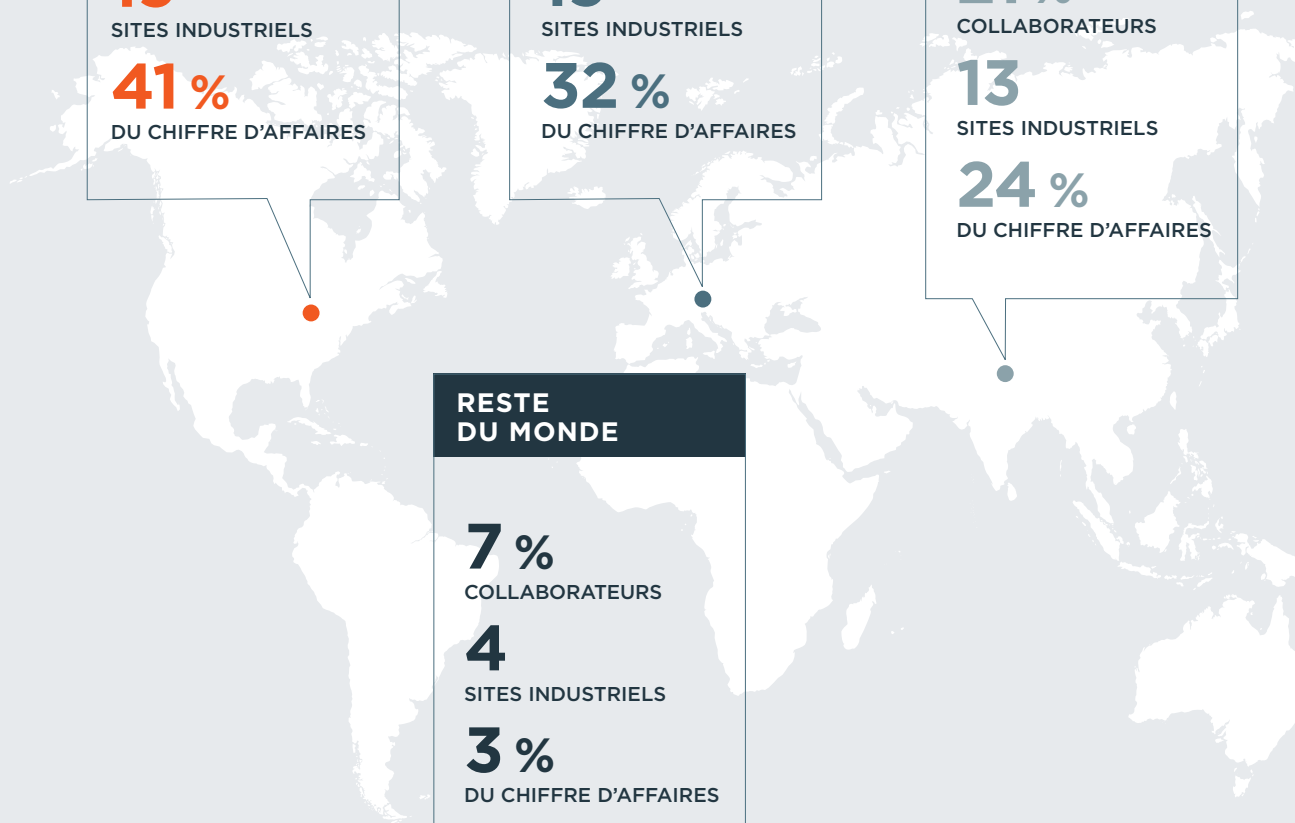 SITES INDUSTRIELS
41 %
DU CHIFFRE D'AFFAIRES
SITES INDUSTRIELS
32 %
DU CHIFFRE D'AFFAIRES
COLLABORATEURS
13
SITES INDUSTRIELS
24 %
DU CHIFFRE D'AFFAIRES
RESTE
DU MONDE
7 %
COLLABORATEURS
4
SITES INDUSTRIELS
3 %
DU CHIFFRE D'AFFAIRES